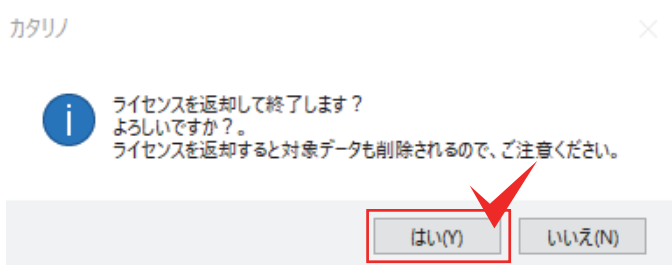 カタリノ
ライセンスを返却して終了します？
よろしいですか？。
ライセンスを返却すると対象データも削除されるので、ご注意ください。
はい(Y)
いいえ(N)